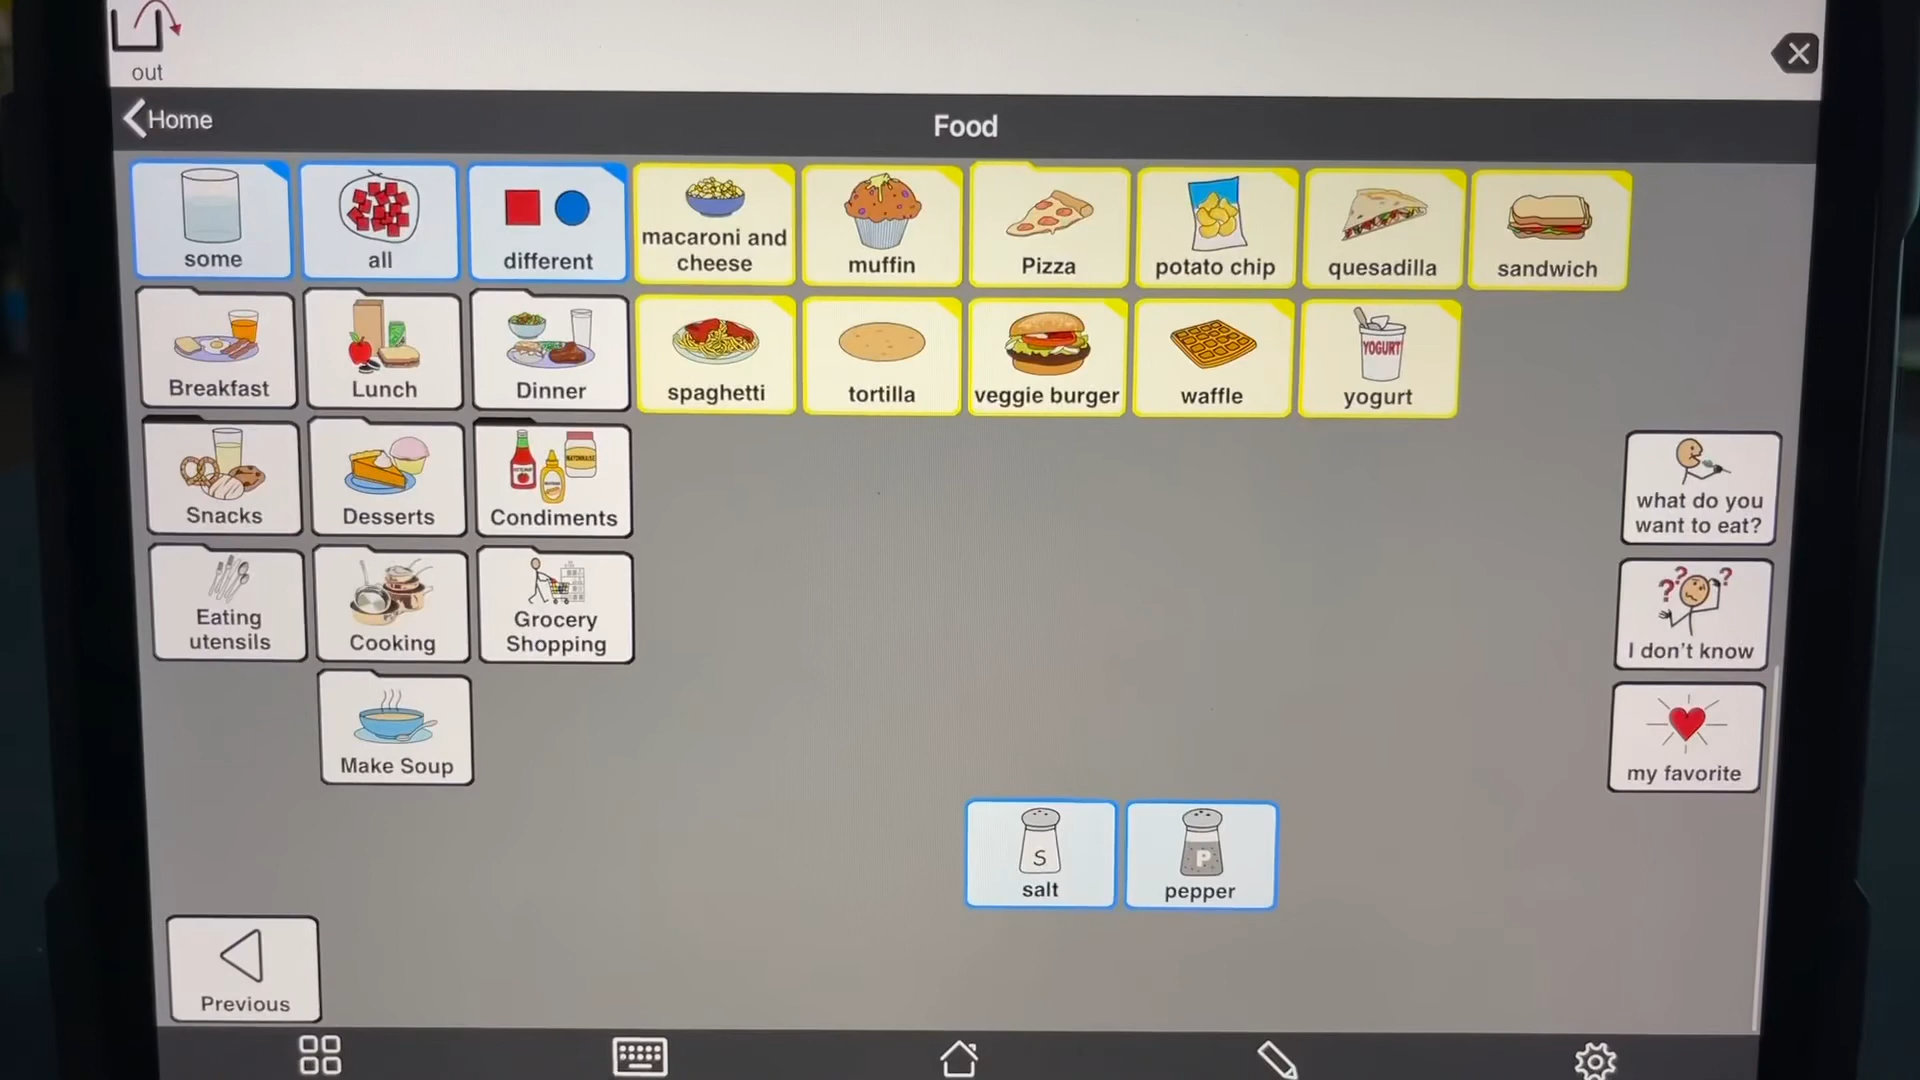 out
Home
Food
some
all
different
macaroni and
cheese
muffin
Pizza
potato chip
quesadilla
sandwich
Breakfast
Lunch
Dinner
spaghetti
tortilla
veggie burger
waffle
YOGURT
yogurt
Snacks
Desserts
Condiments
what do you
want to eat?
Eating
utensils
Cooking
Grocery
Shopping
? ?
I don't know
Make Soup
my favorite
S
salt
P
pepper
Previous